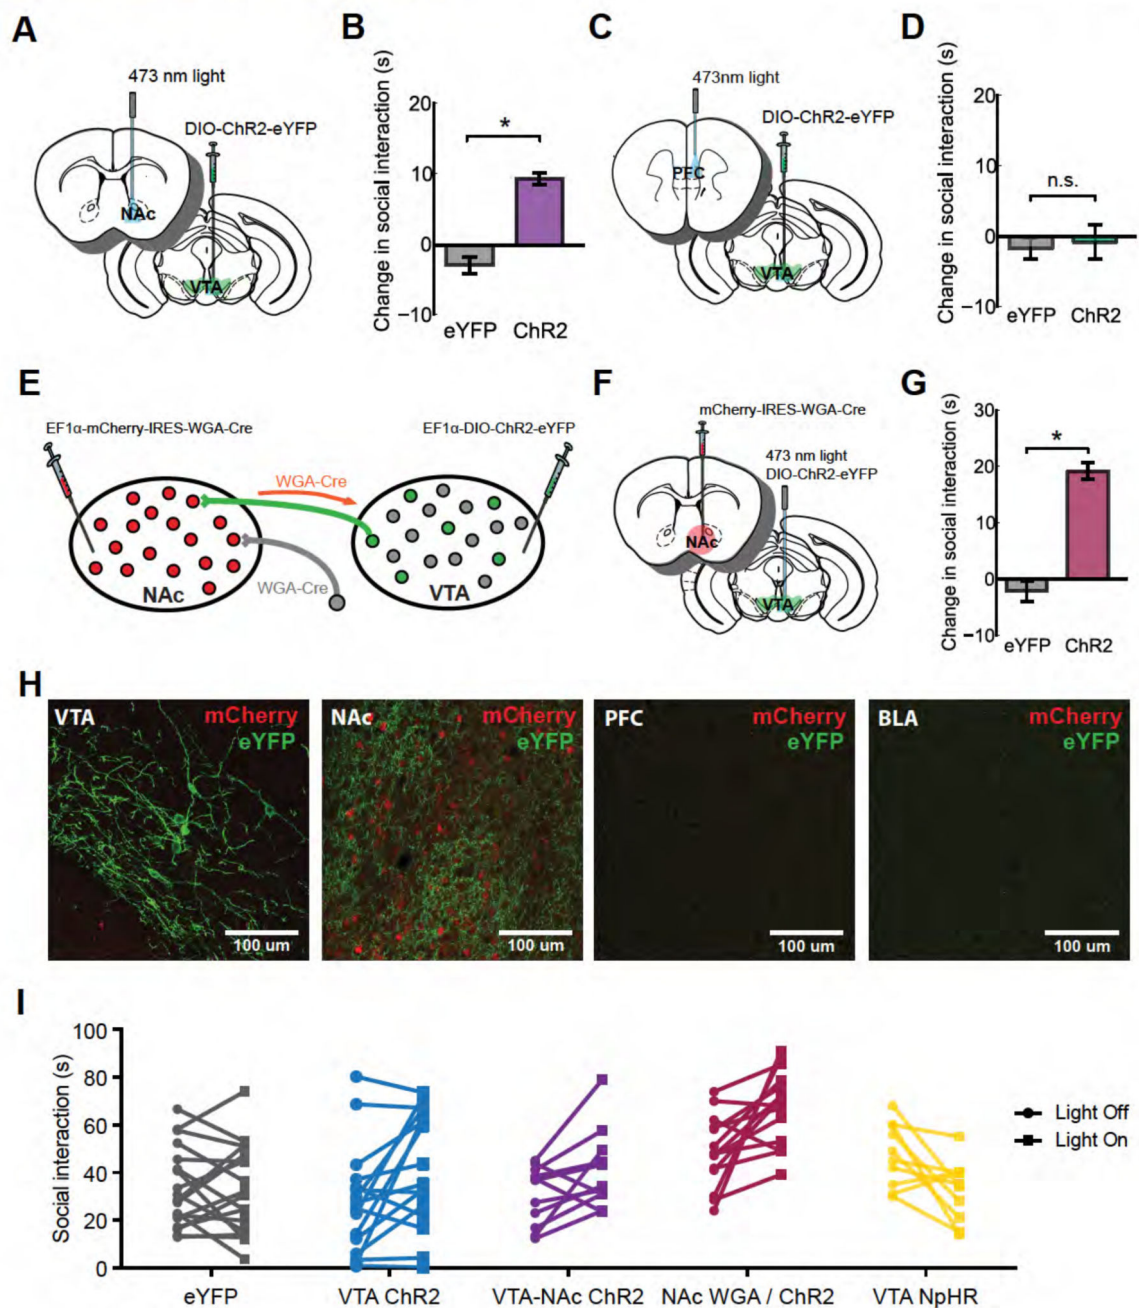 A
473 nm light
DIO-ChR2-eYFP
NAc
VTA
B
Change in social interaction (s)
20
10
0
−10
*
eYFP
ChR2
C
473nm light
DIO-ChR2-eYFP
PFC
VTA
D
Change in social interaction (s)
20
10
0
−10
n.s.
eYFP
ChR2
E
EF1α-mCherry-IRES-WGA-Cre
EF1α-DIO-ChR2-eYFP
WGA-Cre
WGA-Cre
NAc
VTA
F
mCherry-IRES-WGA-Cre
473 nm light
DIO-ChR2-eYFP
NAc
VTA
G
Change in social interaction (s)
30
20
10
0
−10
*
eYFP
ChR2
H
VTA
mCherry
eYFP
100 um
NAc
mCherry
eYFP
100 um
PFC
mCherry
eYFP
100 um
BLA
mCherry
eYFP
100 um
I
Social interaction (s)
100
80
60
40
20
0
eYFP
VTA ChR2
VTA-NAc ChR2
NAc WGA / ChR2
VTA NpHR
Light Off
Light On